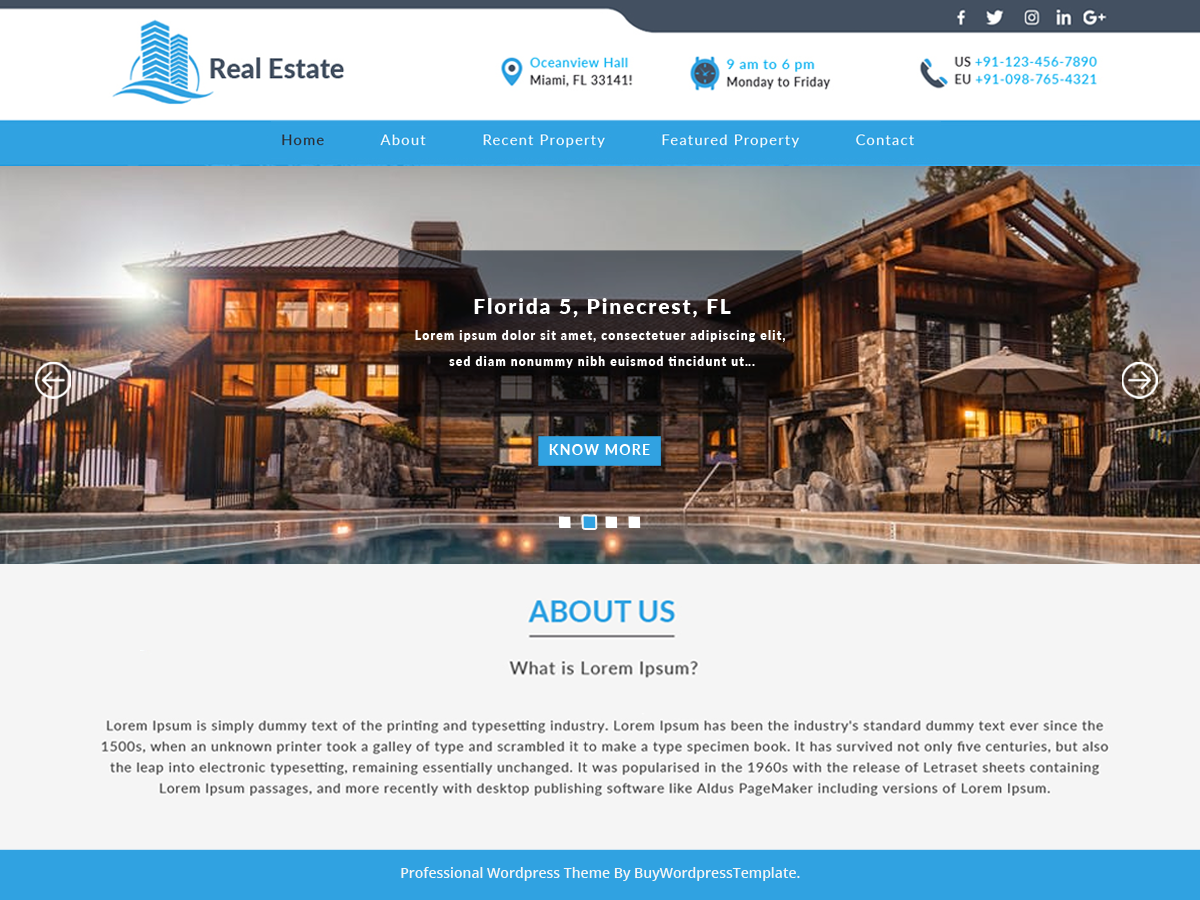 Real Estate
Oceanview Hall
Miami, FL 33141!
9 am to 6 pm
Monday to Friday
US +91-123-456-7890
EU +91-098-765-4321
Home About Recent Property Featured Property Contact
Florida 5, Pinecrest, FL
Lorem ipsum dolor sit amet, consectetuer adipiscing elit,
sed diam nonummy nibh euismod tincidunt ut...
KNOW MORE
ABOUT US
What is Lorem Ipsum?
Lorem Ipsum is simply dummy text of the printing and typesetting industry. Lorem Ipsum has been the industry's standard dummy text ever since the
1500s, when an unknown printer took a galley of type and scrambled it to make a type specimen book. It has survived not only five centuries, but also
the leap into electronic typesetting, remaining essentially unchanged. It was popularised in the 1960s with the release of Letraset sheets containing
Lorem Ipsum passages, and more recently with desktop publishing software like Aldus PageMaker including versions of Lorem Ipsum.
Professional Wordpress Theme By BuyWordpressTemplate.